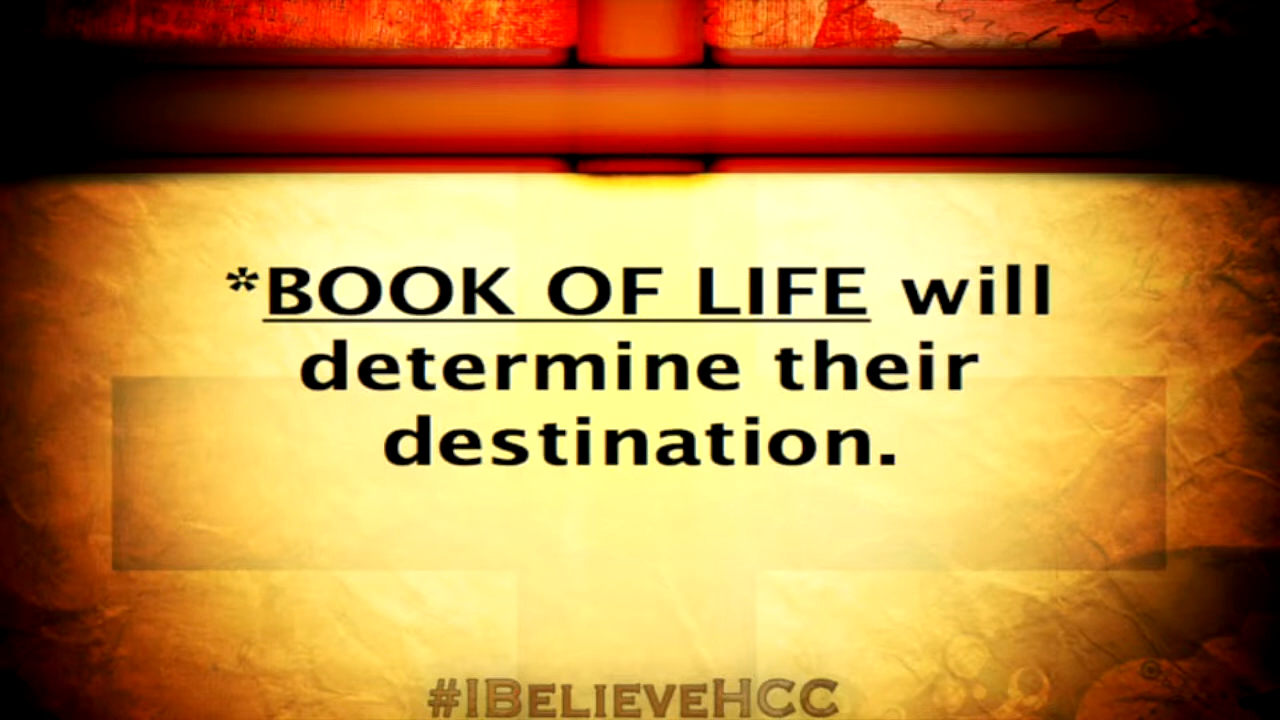 *BOOK OF LIFE will
determine their
destination.
#IBELIEVEHCC